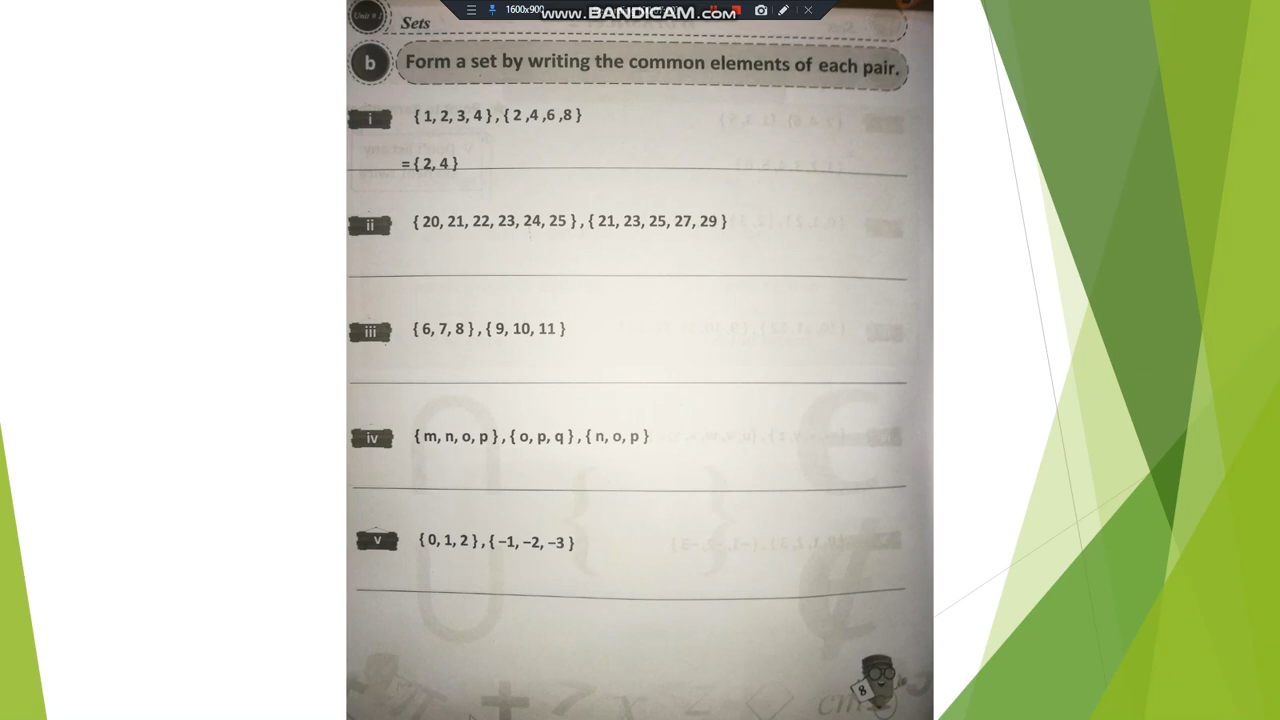 1600x900
www.BANDICAM.com
Unit # 1
Sets
b
Form a set by writing the common elements of each pair.
i
{ 1, 2, 3, 4 } , { 2 ,4 ,6 ,8 }
= { 2, 4 }
ii
{ 20, 21, 22, 23, 24, 25 } , { 21, 23, 25, 27, 29 }
iii
{ 6, 7, 8 } , { 9, 10, 11 }
iv
{ m, n, o, p } , { o, p, q } , { n, o, p }
v
{ 0, 1, 2 } , { –1, –2, –3 }
8